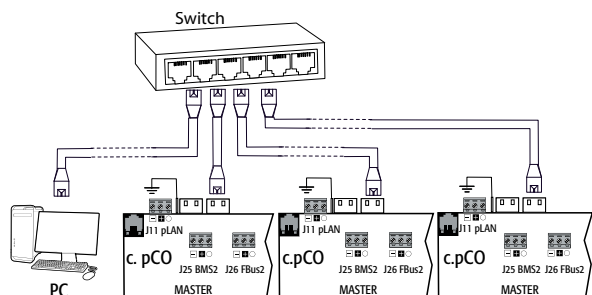 Switch
J11 pLAN
J11 pLAN
J11 pLAN
c. pCO
c.pCO
c.pCO
J25 BMS2 J26 FBus2
J25 BMS2 J26 FBus2
J25 BMS2 J26 FBus2
PC
MASTER
MASTER
MASTER